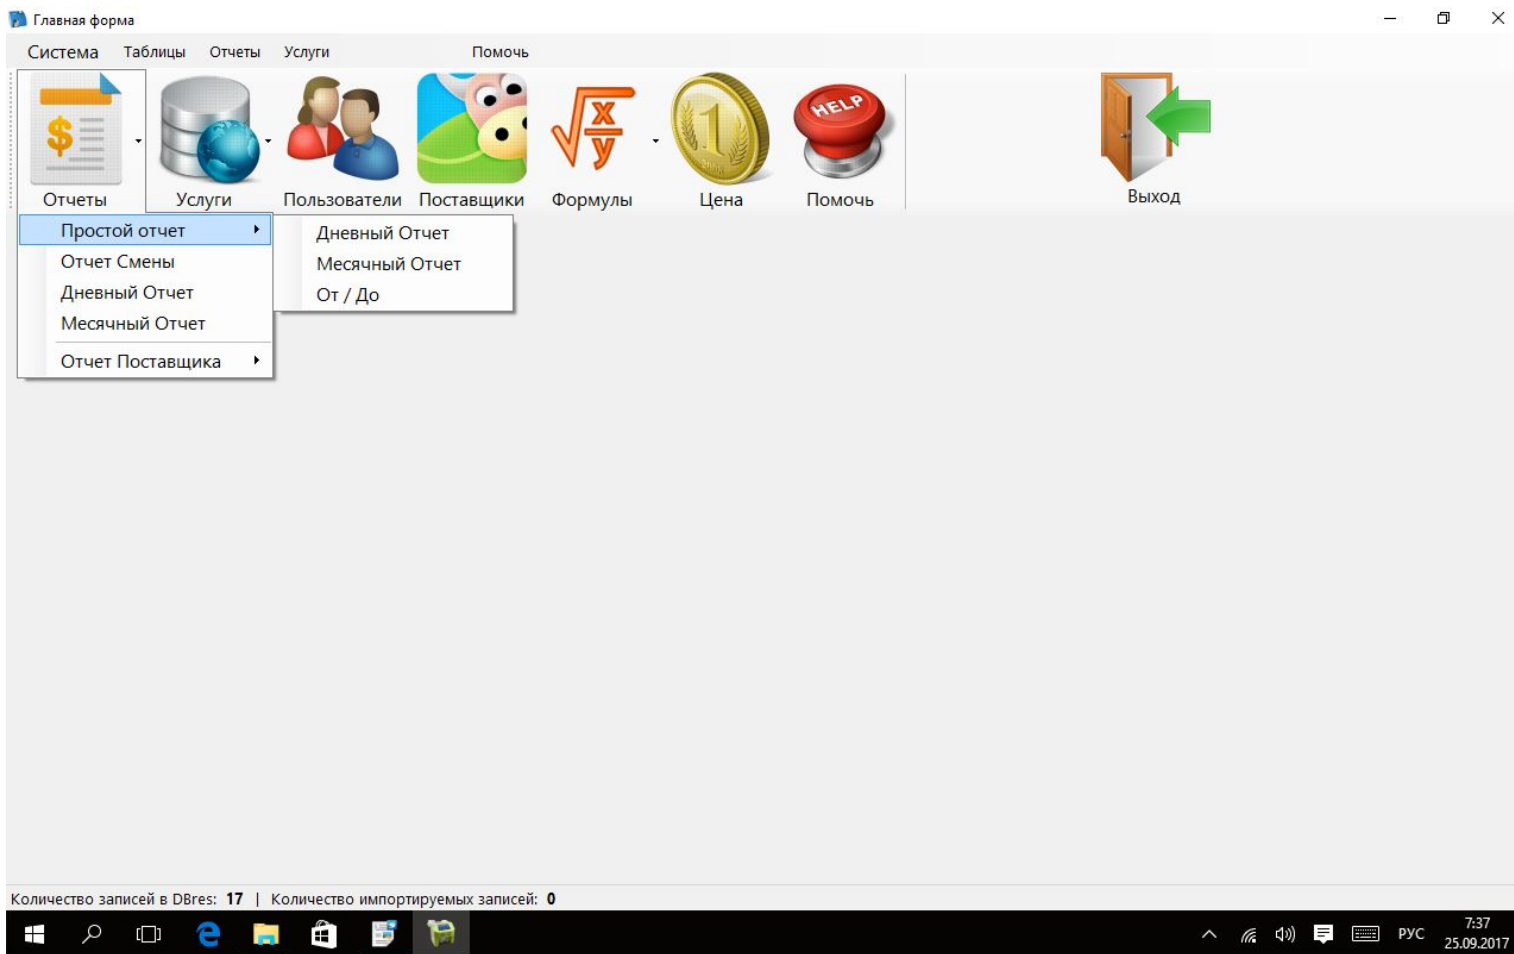 Главная форма
Система Таблицы Отчеты Услуги Помочь
$ x y 1 2008 HELP
Отчеты Услуги Пользователи Поставщики Формулы Цена Помочь Выход
Простой отчет
Отчет Смены
Дневный Отчет
Месячный Отчет
Отчет Поставщика
Дневный Отчет
Месячный Отчет
От / До
Количество записей в DBres: 17 | Количество импортируемых записей: 0
РУС
7:37
25.09.2017